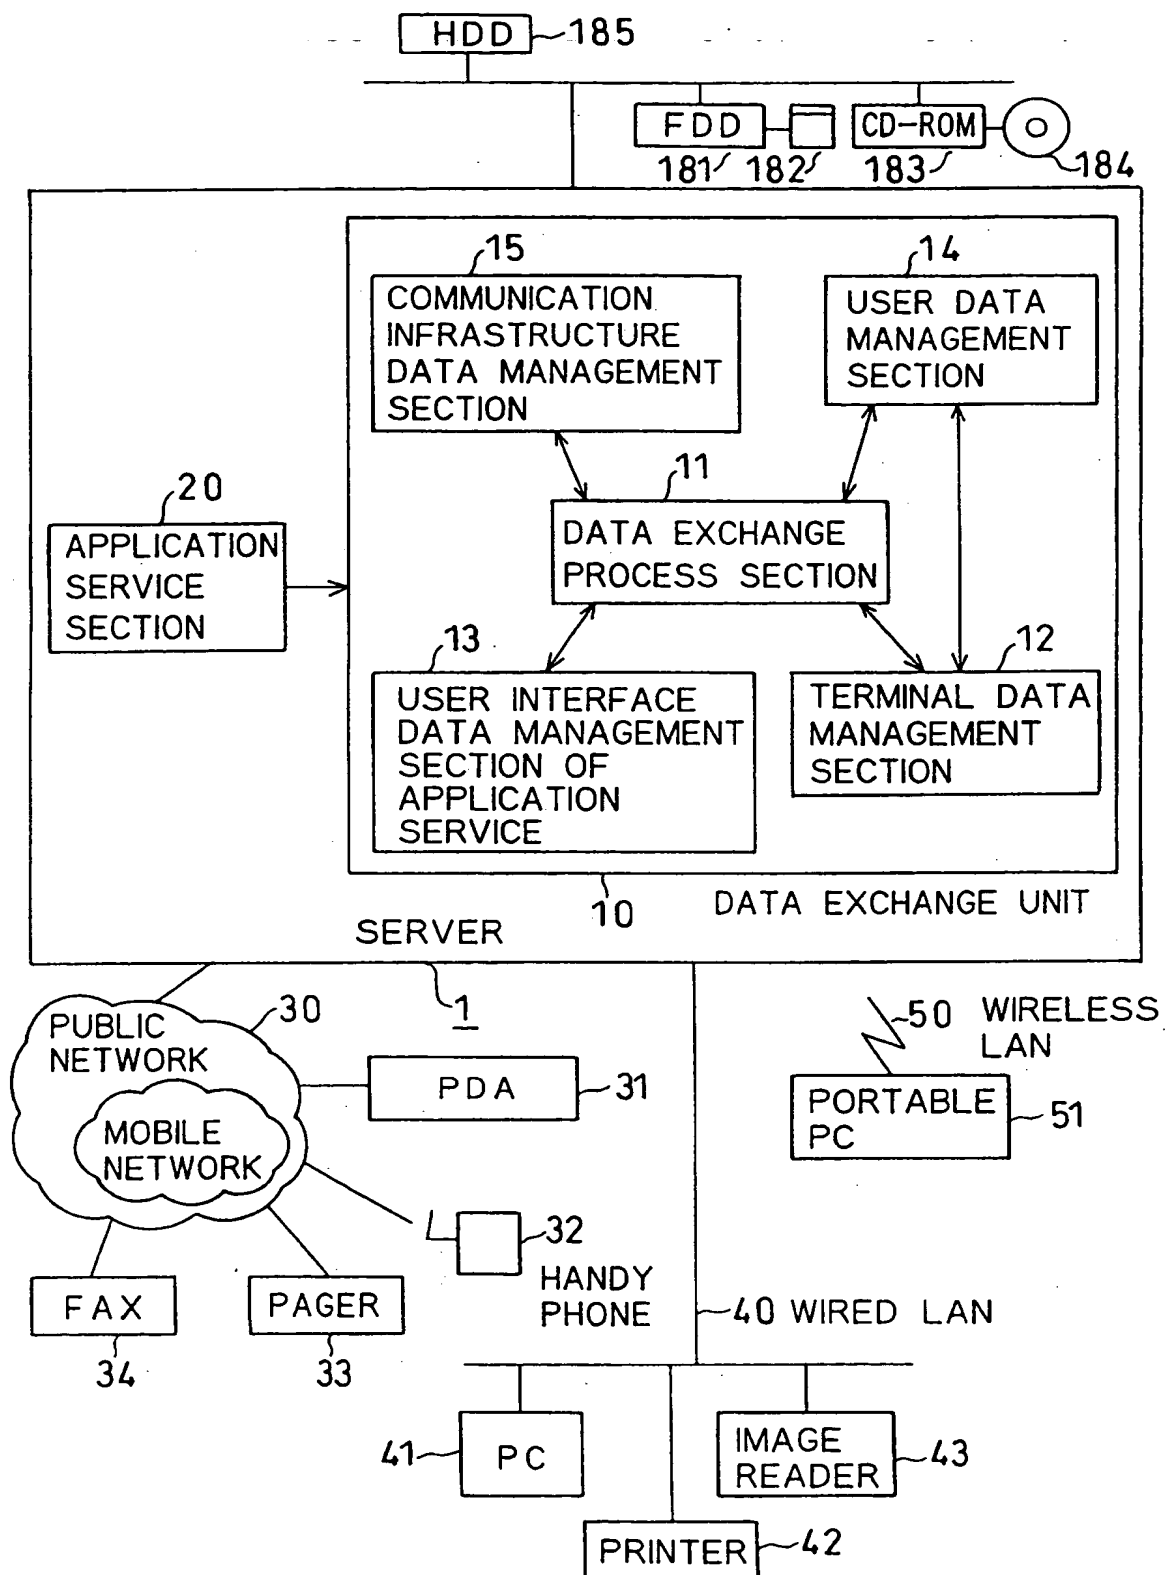 HDD 185
FDD
CD-ROM
181 182 183 184
15
COMMUNICATION
INFRASTRUCTURE
DATA MANAGEMENT
SECTION
14
USER DATA
MANAGEMENT
SECTION
11
DATA EXCHANGE
PROCESS SECTION
20
APPLICATION
SERVICE
SECTION
13
USER INTERFACE
DATA MANAGEMENT
SECTION OF
APPLICATION
SERVICE
12
TERMINAL DATA
MANAGEMENT
SECTION
10
DATA EXCHANGE UNIT
SERVER
1
30
PUBLIC
NETWORK
MOBILE
NETWORK
PDA 31
50 WIRELESS
LAN
PORTABLE
PC
51
32
HANDY
PHONE
FAX
34
PAGER
33
40 WIRED LAN
41 PC
IMAGE
READER
43
PRINTER 42